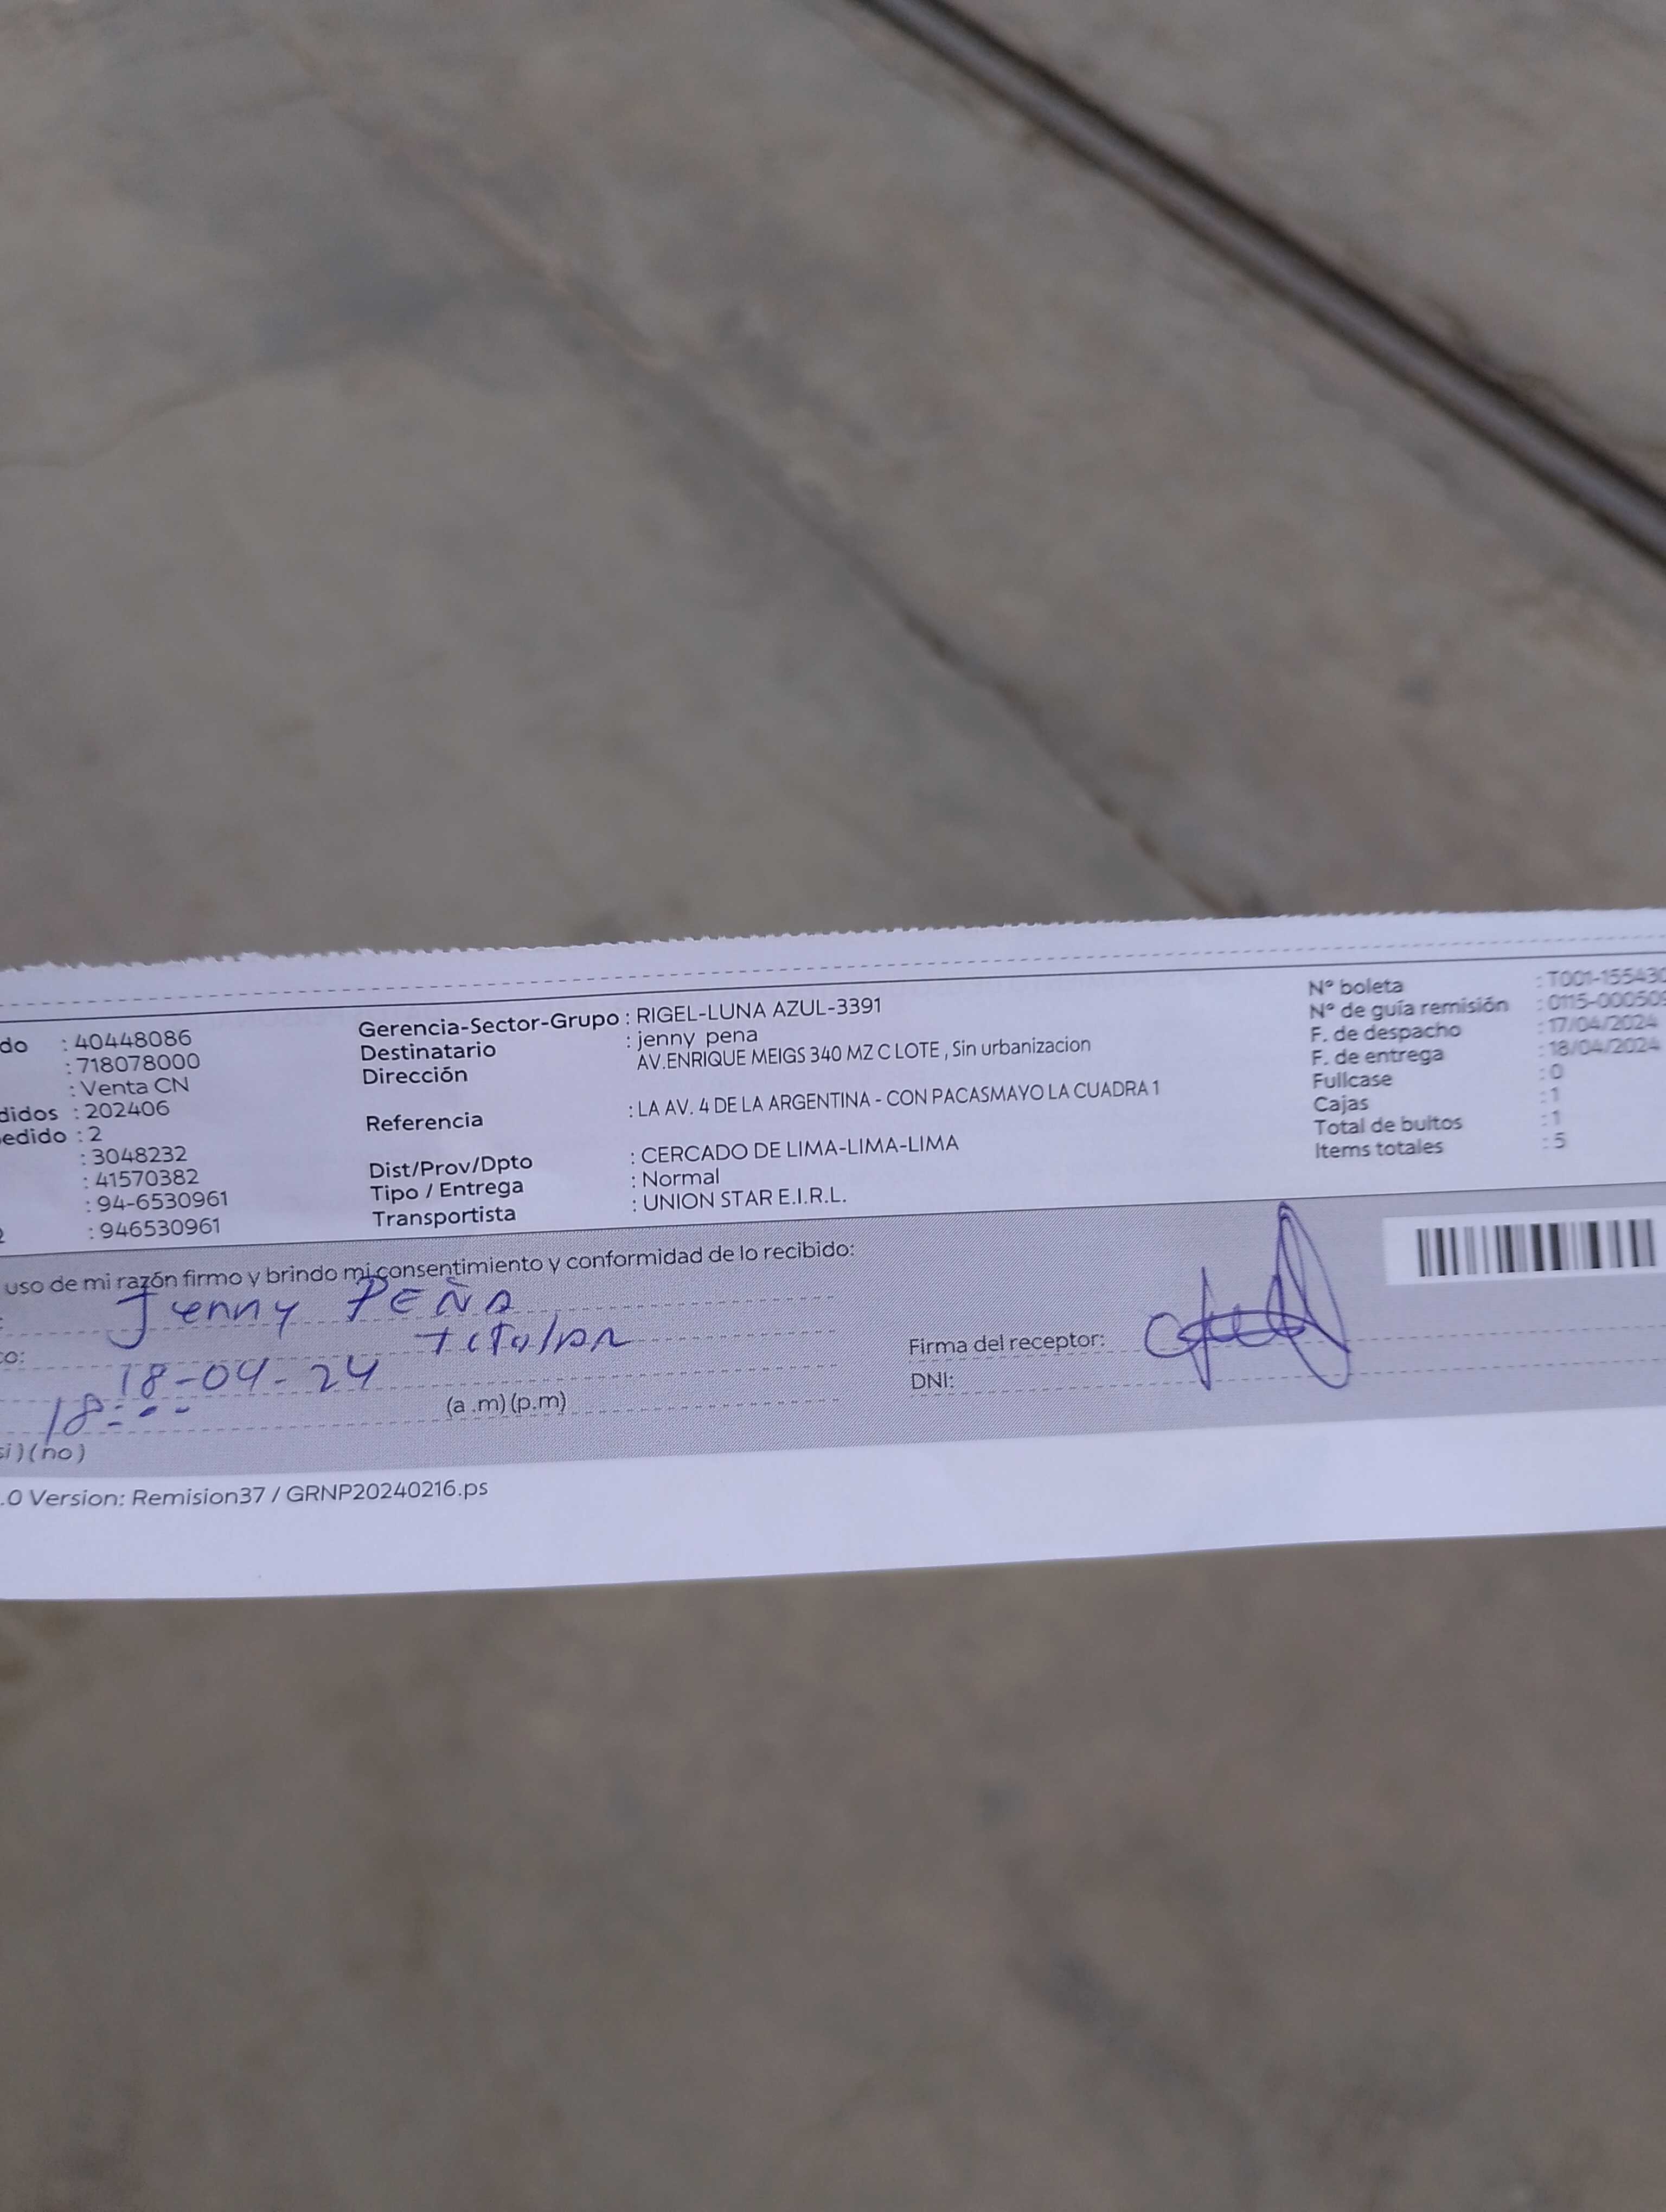 do : 40448086
: 718078000
: Venta CN
didos : 202406
edido : 2
: 3048232
: 41570382
: 94-6530961
2 : 946530961
Gerencia-Sector-Grupo : RIGEL-LUNA AZUL-3391
Destinatario : jenny pena
Dirección AV.ENRIQUE MEIGS 340 MZ C LOTE , Sin urbanizacion
Referencia : LA AV. 4 DE LA ARGENTINA - CON PACASMAYO LA CUADRA 1
Dist/Prov/Dpto : CERCADO DE LIMA-LIMA-LIMA
Tipo / Entrega : Normal
Transportista : UNION STAR E.I.R.L.
N° boleta : T001-155430
N° de guía remisión : 0115-000509
F. de despacho : 17/04/2024
F. de entrega : 18/04/2024
Fullcase : 0
Cajas : 1
Total de bultos : 1
Items totales : 5
uso de mi razón firmo y brindo mi consentimiento y conformidad de lo recibido:
: Jenny PEÑA
co: titular
18-04-24
18: (a .m) (p.m)
si) (no)
Firma del receptor:
DNI:
.0 Version: Remision37 / GRNP20240216.ps